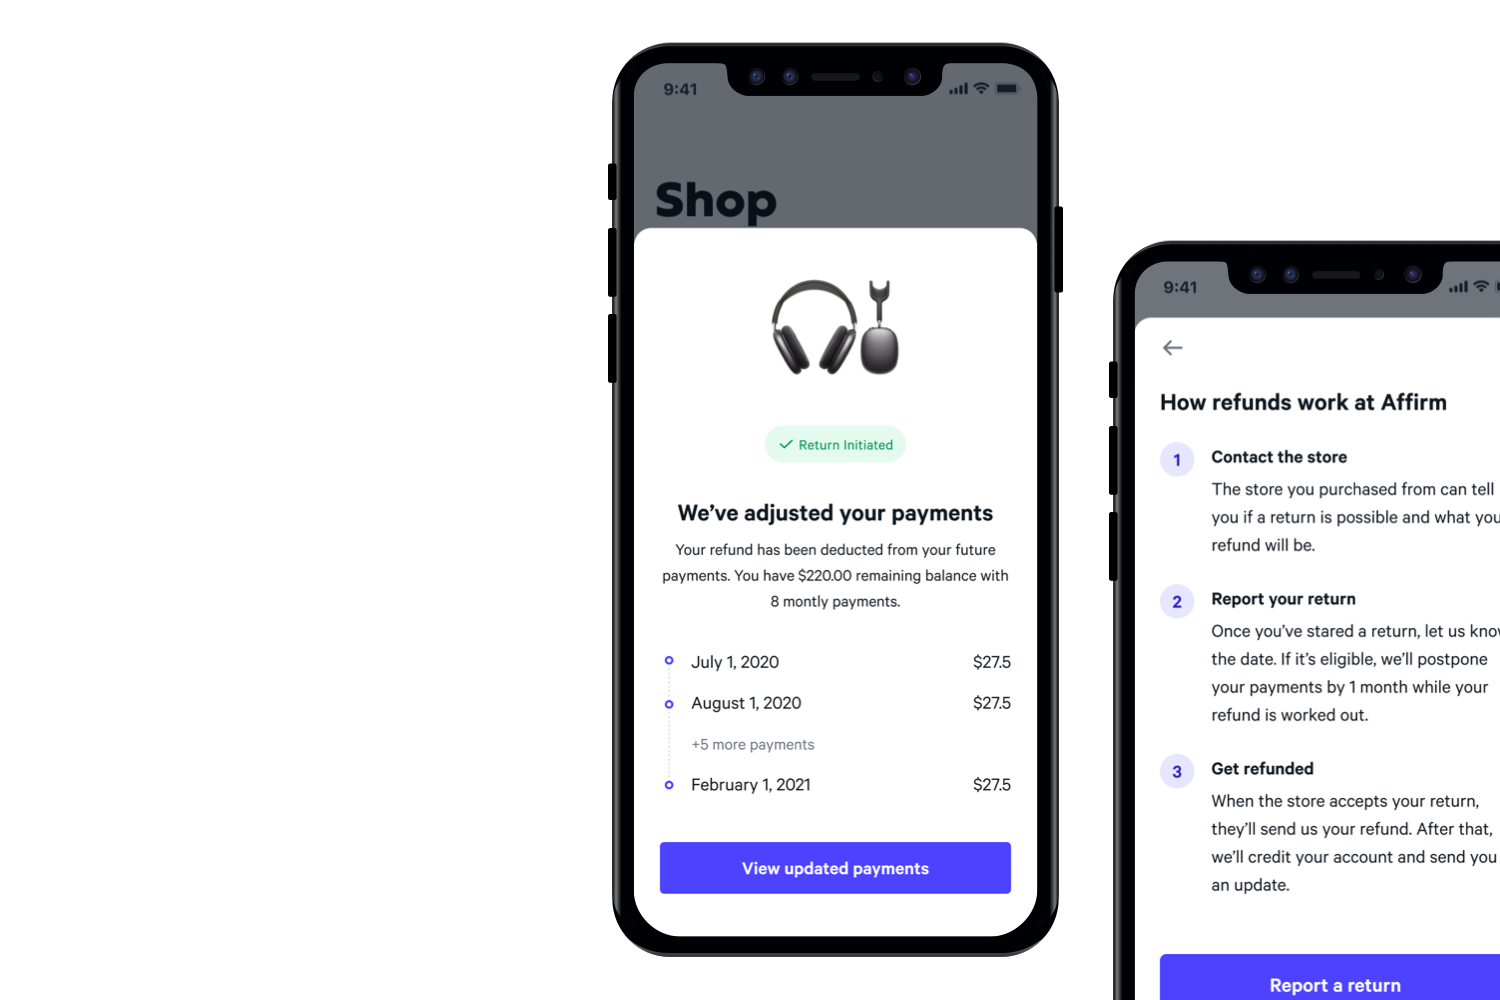 9:41
Shop
Return Initiated
We've adjusted your payments
Your refund has been deducted from your future
payments. You have $220.00 remaining balance with
8 montly payments.
July 1, 2020 $27.5
August 1, 2020 $27.5
+5 more payments
February 1, 2021 $27.5
View updated payments
9:41
How refunds work at Affirm
1 Contact the store
The store you purchased from can tell
you if a return is possible and what you
refund will be.
2 Report your return
Once you've stared a return, let us know
the date. If it's eligible, we'll postpone
your payments by 1 month while your
refund is worked out.
3 Get refunded
When the store accepts your return,
they'll send us your refund. After that,
we'll credit your account and send you
an update.
Report a return